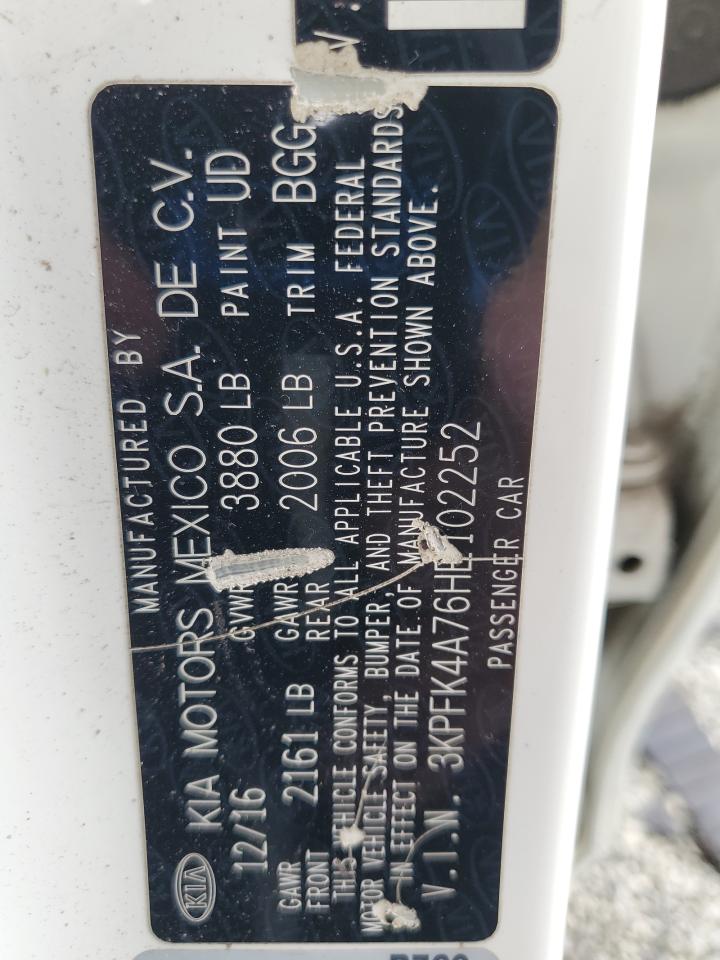 MANUFACTURED BY
KIA KIA MOTORS MEXICO S.A. DE C.V.
12/16 GVWR 3880 LB PAINT UD
GAWR FRONT 2161 LB GAWR REAR 2006 LB TRIM BGG
THIS VEHICLE CONFORMS TO ALL APPLICABLE U.S.A. FEDERAL
MOTOR VEHICLE SAFETY, BUMPER, AND THEFT PREVENTION STANDARDS
IN EFFECT ON THE DATE OF MANUFACTURE SHOWN ABOVE.
V.I.N. 3KPFK4A76HE102252
PASSENGER CAR